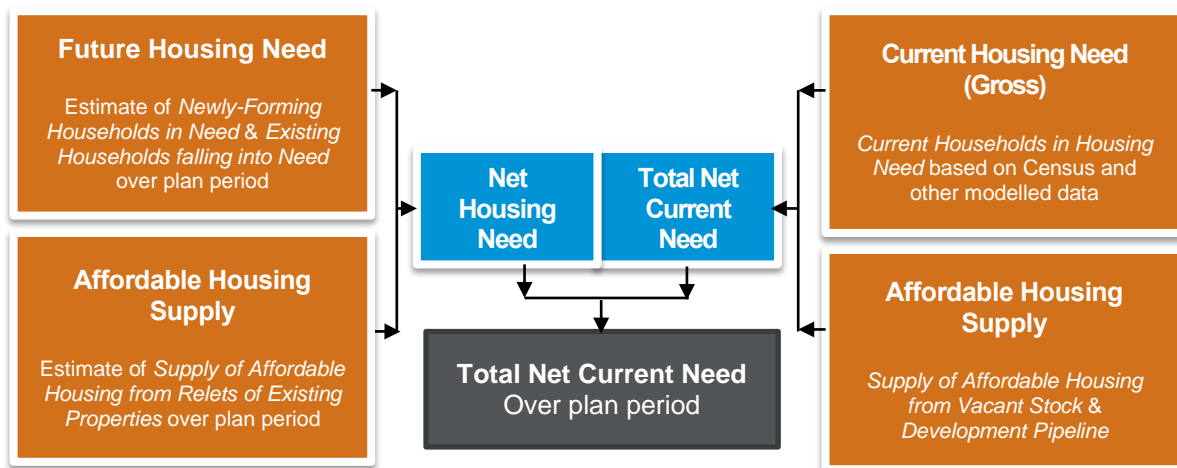 Future Housing Need
Estimate of Newly-Forming
Households in Need & Existing
Households falling into Need
over plan period
Affordable Housing
Supply
Estimate of Supply of Affordable
Housing from Relets of Existing
Properties over plan period
Net
Housing
Need
Total Net
Current
Need
Total Net Current Need
Over plan period
Current Housing Need
(Gross)
Current Households in Housing
Need based on Census and
other modelled data
Affordable Housing
Supply
Supply of Affordable Housing
from Vacant Stock &
Development Pipeline